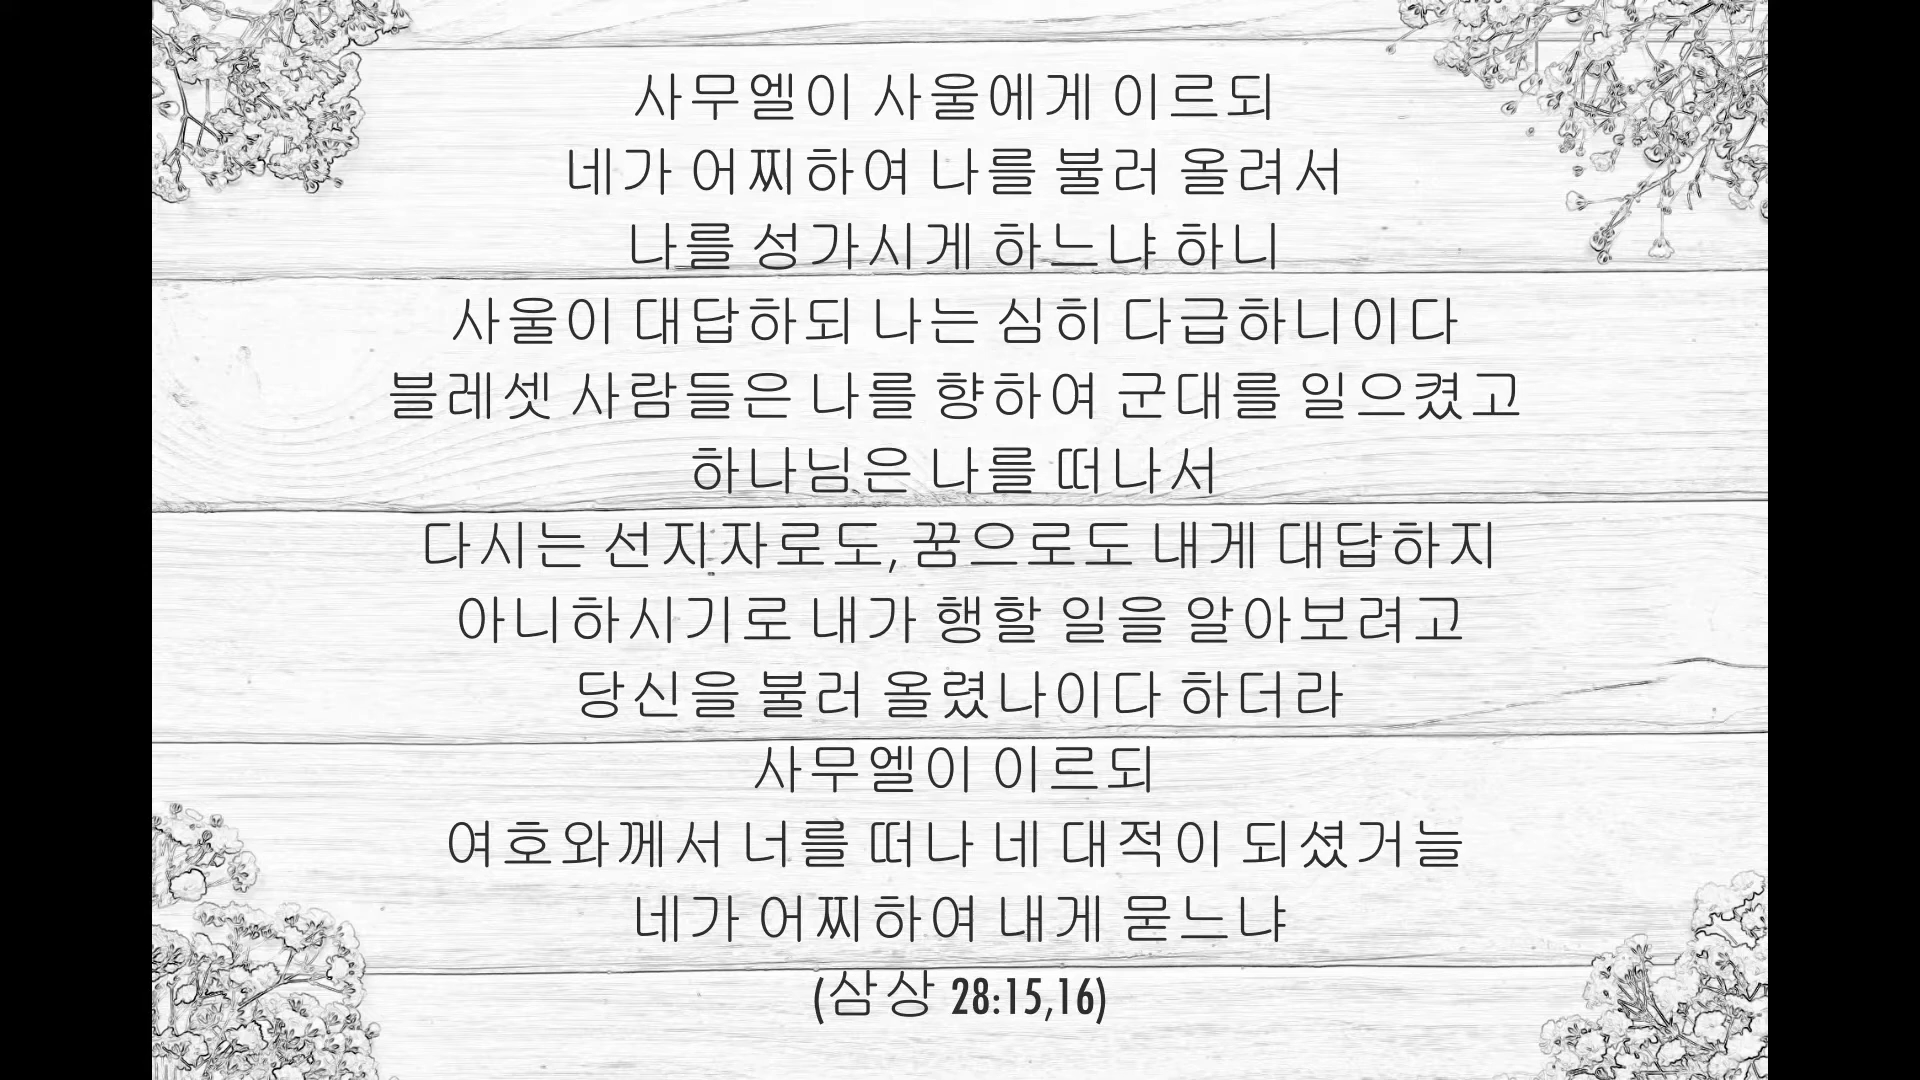 사무엘이 사울에게 이르되
네가 어찌하여 나를 불러 올려서
나를 성가시게 하느냐 하니
사울이 대답하되 나는 심히 다급하니이다
블레셋 사람들은 나를 향하여 군대를 일으켰고
하나님은 나를 떠나서
다시는 선지자로도, 꿈으로도 내게 대답하지
아니하시기로 내가 행할 일을 알아보려고
당신을 불러 올렸나이다 하더라
사무엘이 이르되
여호와께서 너를 떠나 네 대적이 되셨거늘
네가 어찌하여 내게 묻느냐
(삼상 28:15,16)